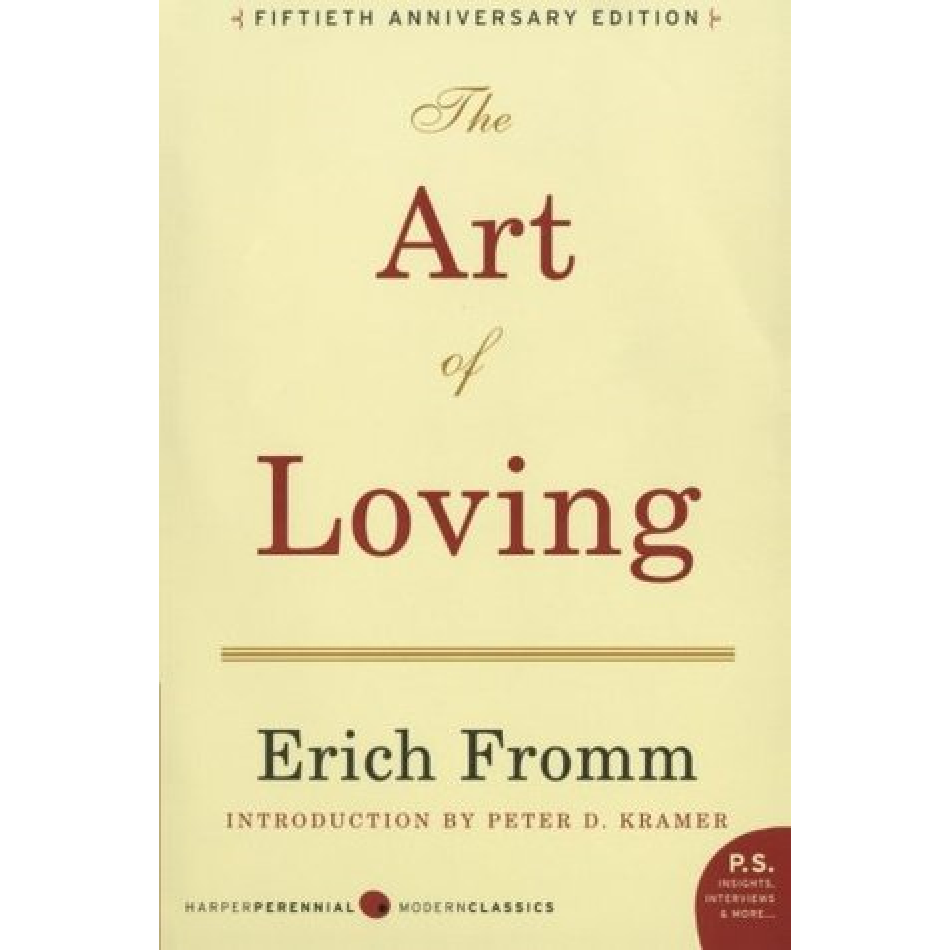 FIFTIETH ANNIVERSARY EDITION
The
Art
of
Loving
Erich Fromm
INTRODUCTION BY PETER D. KRAMER
P.S.
INSIGHTS,
INTERVIEWS
& MORE...
HARPERPERENNIAL MODERNCLASSICS